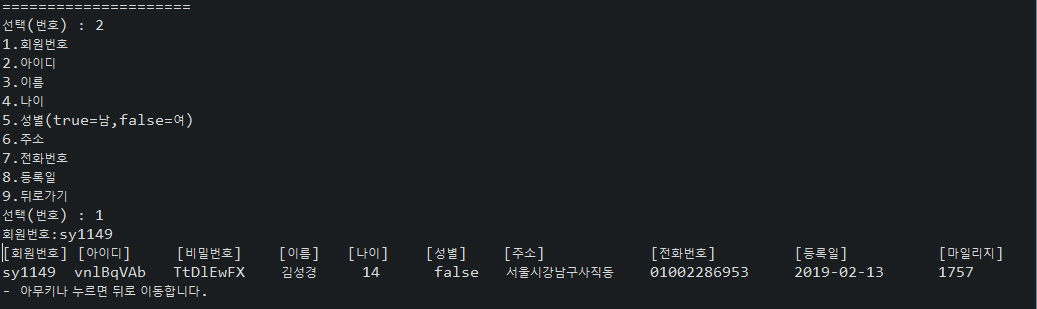 =====================
선택(번호) : 2
1.회원번호
2.아이디
3.이름
4.나이
5.성별(true=남,false=여)
6.주소
7.전화번호
8.등록일
9.뒤로가기
선택(번호) : 1
회원번호:sy1149
[회원번호] [아이디] [비밀번호] [이름] [나이] [성별] [주소] [전화번호] [등록일] [마일리지]
sy1149 vnlBqVAb TtDlEwFX 김성경 14 false 서울시강남구사직동 01002286953 2019-02-13 1757
- 아무키나 누르면 뒤로 이동합니다.